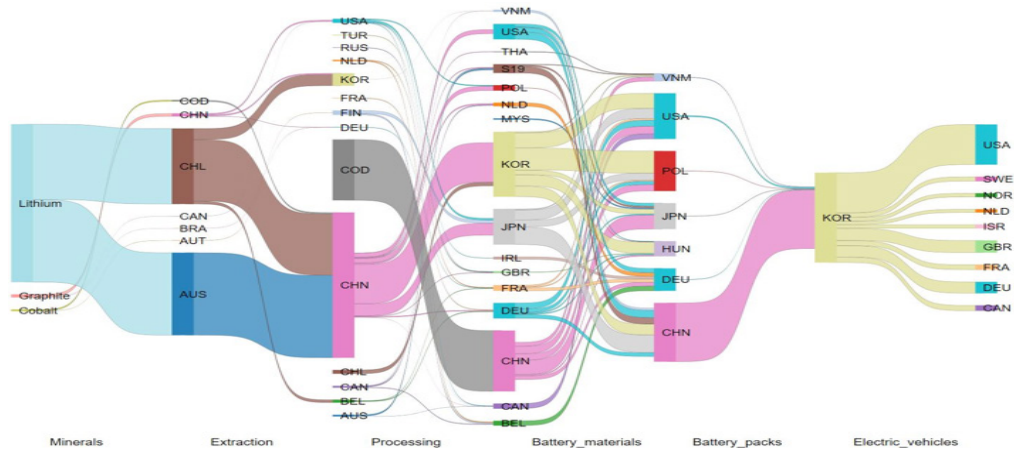 Lithium
Graphite
Cobalt
COD
CHN
CHL
CAN
BRA
AUT
AUS
USA
TUR
RUS
NLD
KOR
FRA
FIN
DEU
COD
CHN
CHL
CAN
BEL
AUS
VNM
USA
THA
S19
POL
NLD
MYS
KOR
JPN
IRL
GBR
FRA
DEU
CHN
CAN
BEL
VNM
USA
POL
JPN
HUN
DEU
CHN
KOR
USA
SWE
NOR
NLD
ISR
GBR
FRA
DEU
CAN
Minerals Extraction Processing Battery_materials Battery_packs Electric_vehicles